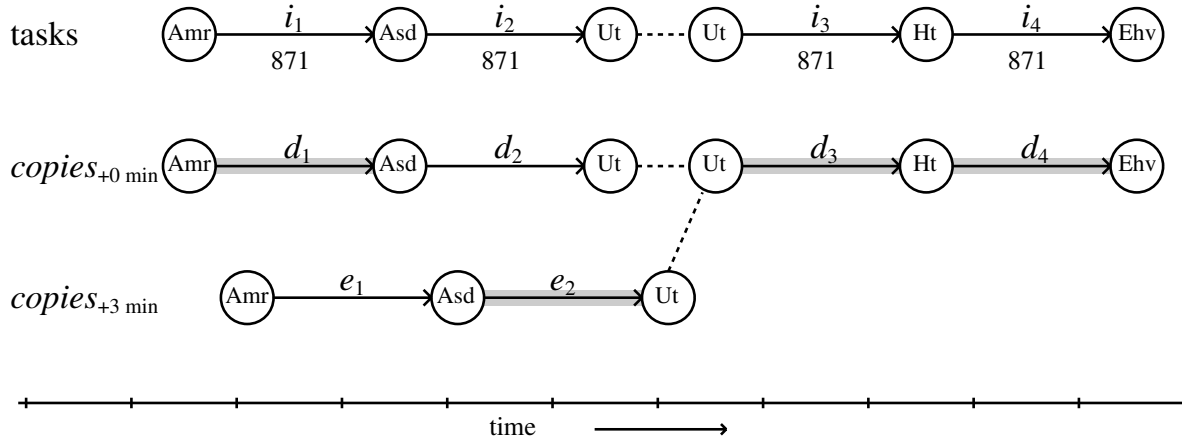 tasks Amr i1 Asd i2 Ut Ut i3 Ht i4 Ehv
871 871 871 871
copies+0 min Amr d1 Asd d2 Ut Ut d3 Ht d4 Ehv
copies+3 min Amr e1 Asd e2 Ut
time